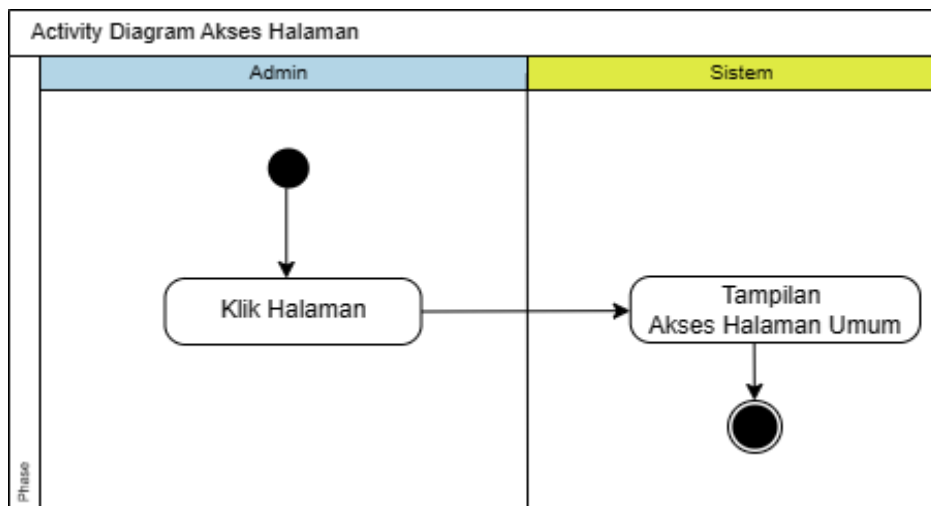 Activity Diagram Akses Halaman
Admin
Sistem
Klik Halaman
Tampilan
Akses Halaman Umum
Phase